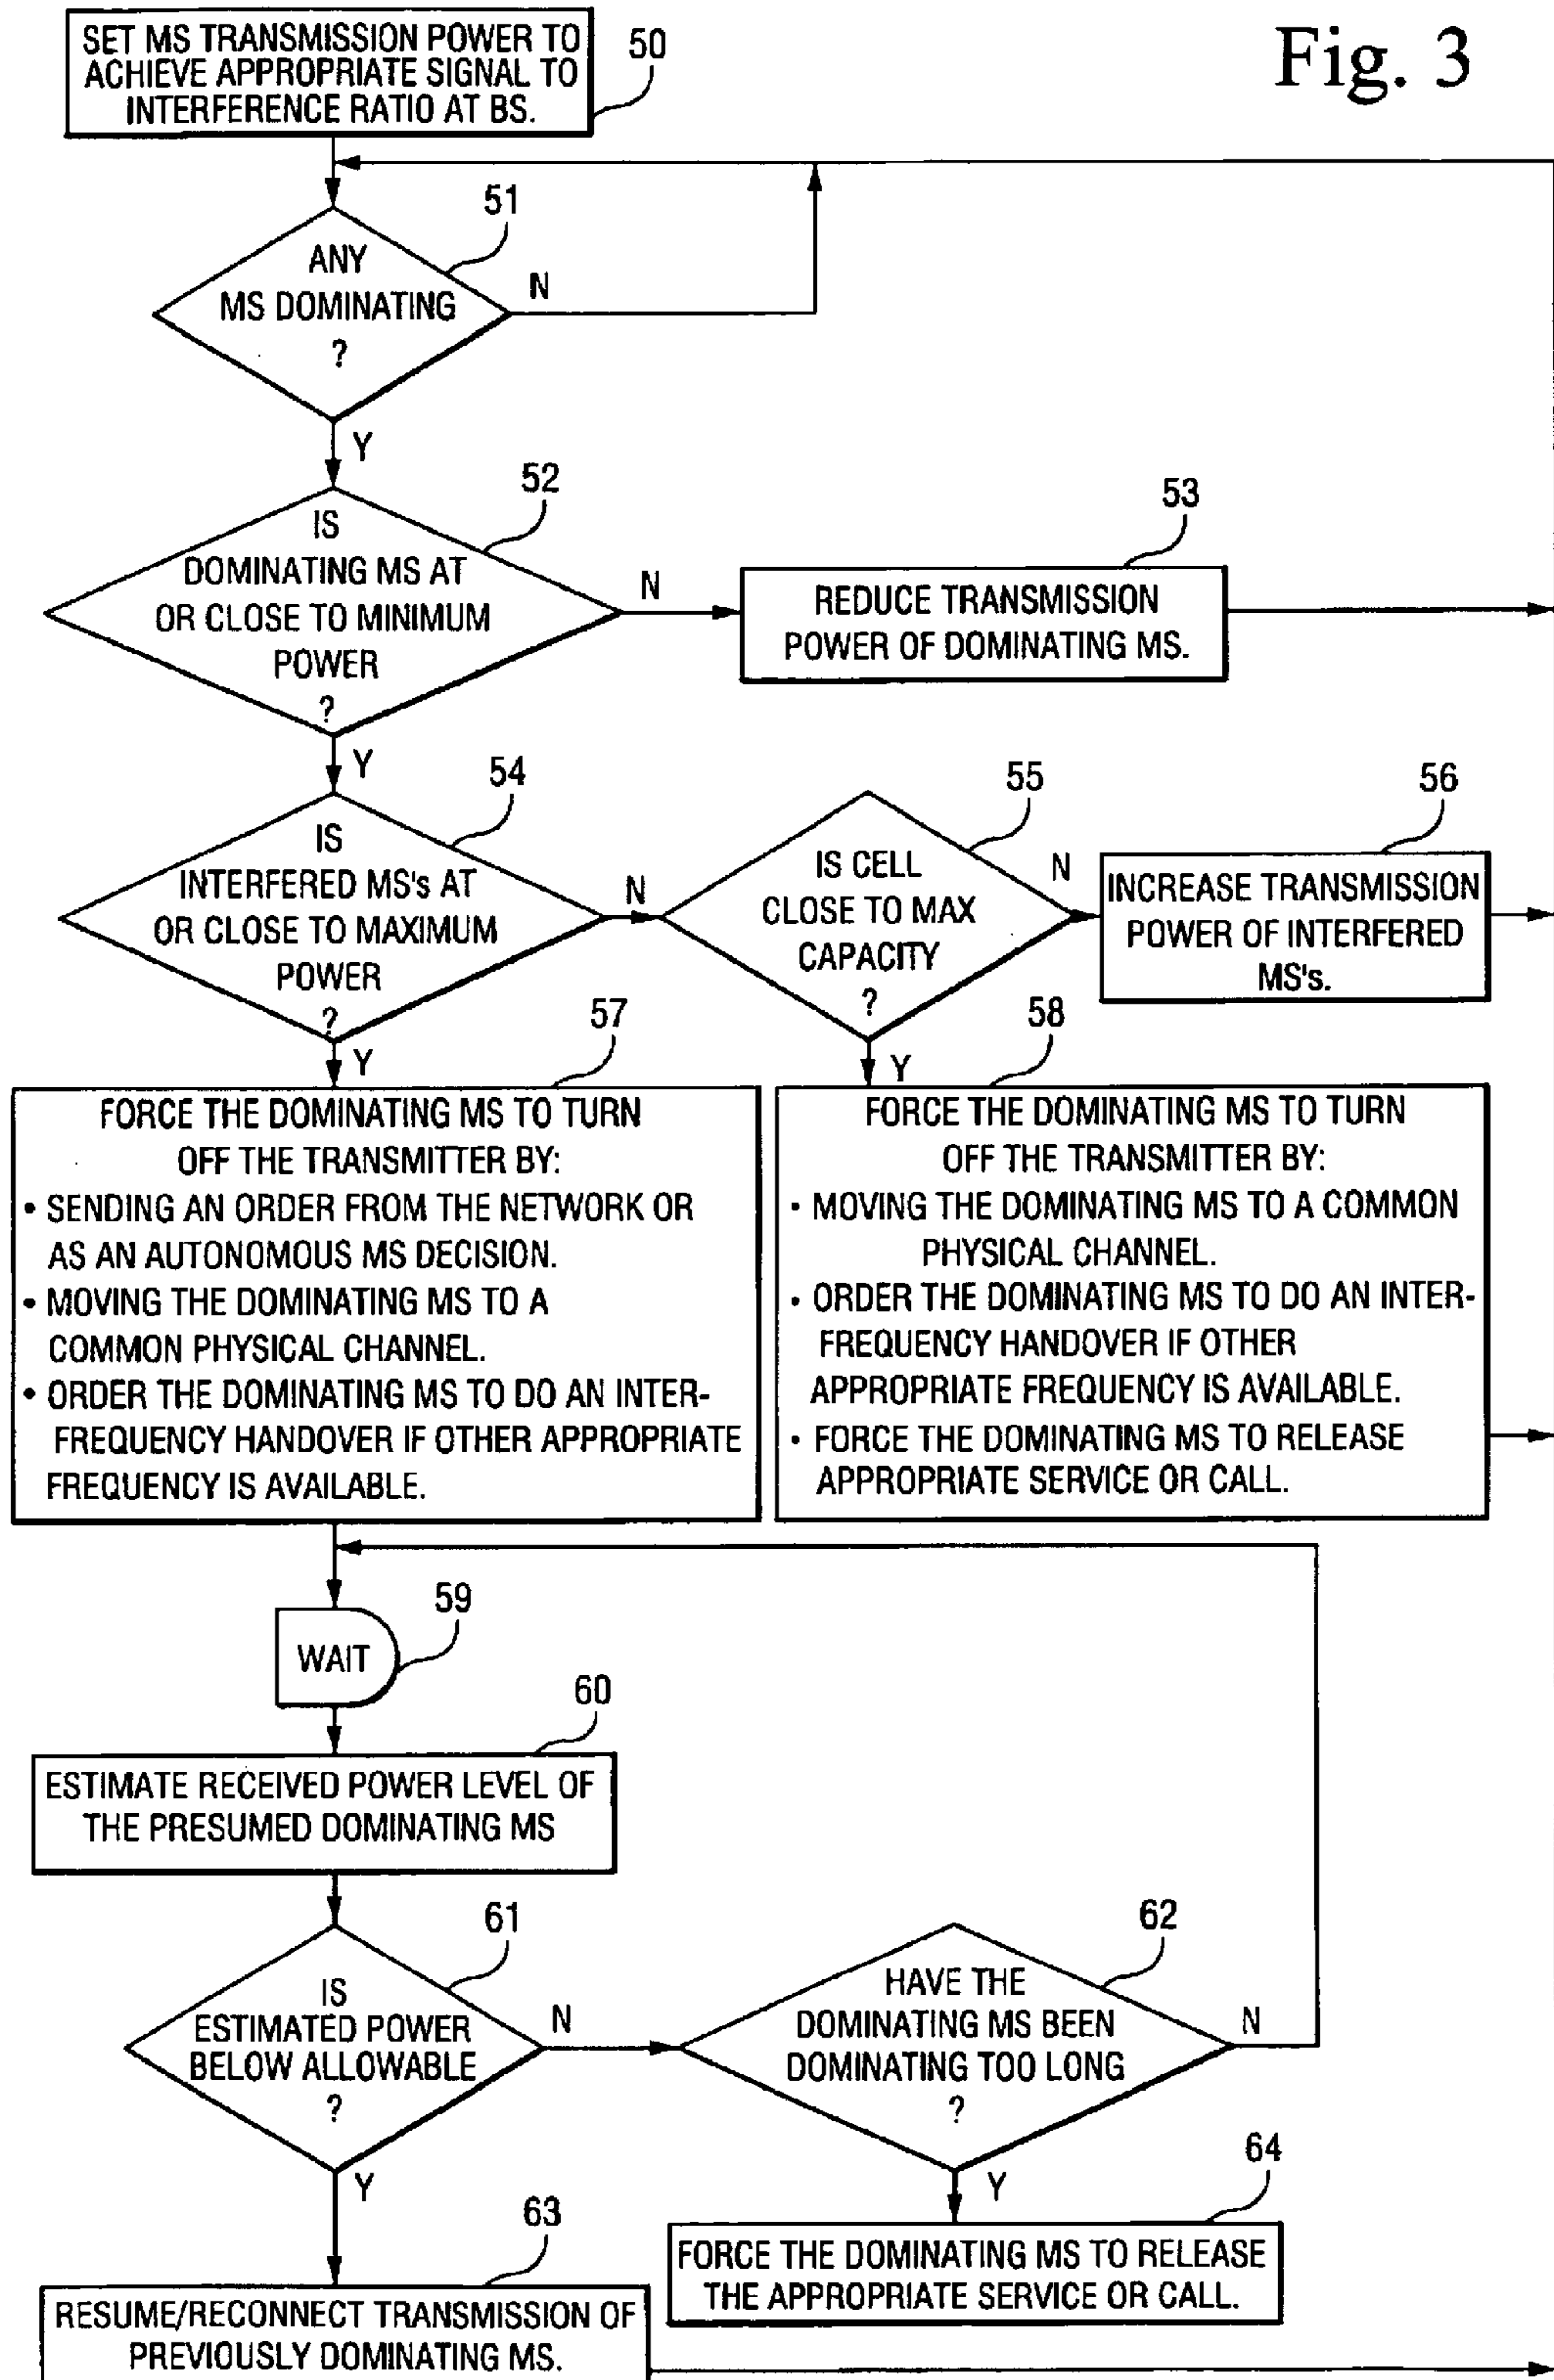 Fig. 3
SET MS TRANSMISSION POWER TO
ACHIEVE APPROPRIATE SIGNAL TO
INTERFERENCE RATIO AT BS.
50
51
ANY
MS DOMINATING
?
N
Y
52
IS
DOMINATING MS AT
OR CLOSE TO MINIMUM
POWER
?
N
53
REDUCE TRANSMISSION
POWER OF DOMINATING MS.
Y
54
IS
INTERFERED MS's AT
OR CLOSE TO MAXIMUM
POWER
?
N
55
IS CELL
CLOSE TO MAX
CAPACITY
?
N
56
INCREASE TRANSMISSION
POWER OF INTERFERED
MS's.
Y
57
FORCE THE DOMINATING MS TO TURN
OFF THE TRANSMITTER BY:
• SENDING AN ORDER FROM THE NETWORK OR
AS AN AUTONOMOUS MS DECISION.
• MOVING THE DOMINATING MS TO A
COMMON PHYSICAL CHANNEL.
• ORDER THE DOMINATING MS TO DO AN INTER-
FREQUENCY HANDOVER IF OTHER APPROPRIATE
FREQUENCY IS AVAILABLE.
Y
58
FORCE THE DOMINATING MS TO TURN
OFF THE TRANSMITTER BY:
• MOVING THE DOMINATING MS TO A COMMON
PHYSICAL CHANNEL.
• ORDER THE DOMINATING MS TO DO AN INTER-
FREQUENCY HANDOVER IF OTHER
APPROPRIATE FREQUENCY IS AVAILABLE.
• FORCE THE DOMINATING MS TO RELEASE
APPROPRIATE SERVICE OR CALL.
59
WAIT
60
ESTIMATE RECEIVED POWER LEVEL OF
THE PRESUMED DOMINATING MS
61
IS
ESTIMATED POWER
BELOW ALLOWABLE
?
N
62
HAVE THE
DOMINATING MS BEEN
DOMINATING TOO LONG
?
N
Y
63
RESUME/RECONNECT TRANSMISSION OF
PREVIOUSLY DOMINATING MS.
Y
64
FORCE THE DOMINATING MS TO RELEASE
THE APPROPRIATE SERVICE OR CALL.